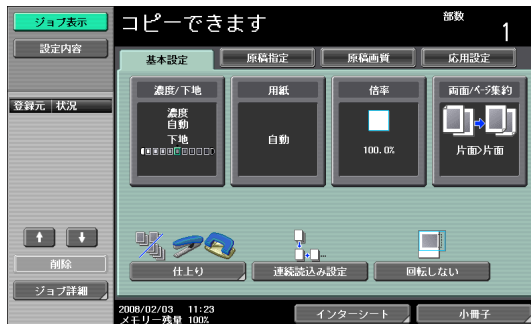 ジョブ表示
設定内容
コピーできます
部数
1
基本設定
原稿指定
原稿画質
応用設定
濃度/下地
用紙
倍率
両面/ページ集約
濃度
自動
下地
自動
100.0%
片面>片面
登録元 状況
削除
ジョブ詳細
仕上り
連続読込み設定
回転しない
2008/02/03 11:23
メモリー残量 100%
インターシート
小冊子